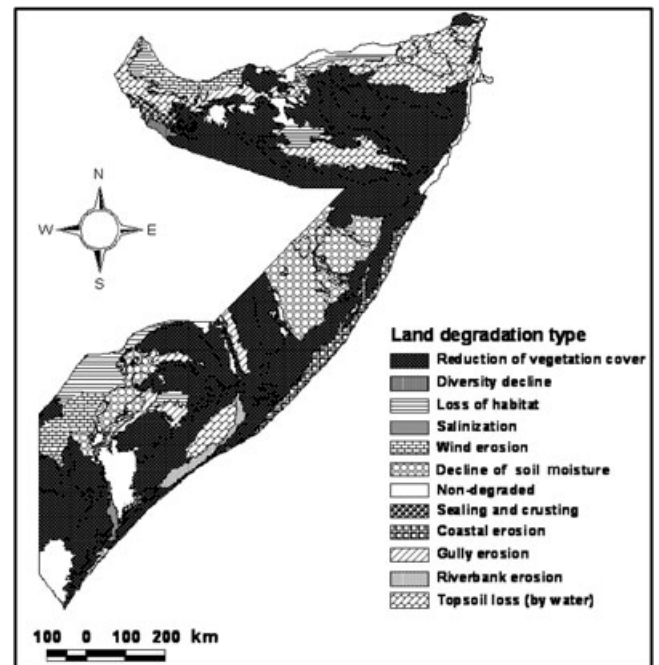 N
W E
S
Land degradation type
Reduction of vegetation cover
Diversity decline
Loss of habitat
Salinization
Wind erosion
Decline of soil moisture
Non-degraded
Sealing and crusting
Coastal erosion
Gully erosion
Riverbank erosion
Topsoil loss (by water)
100 0 100 200 km